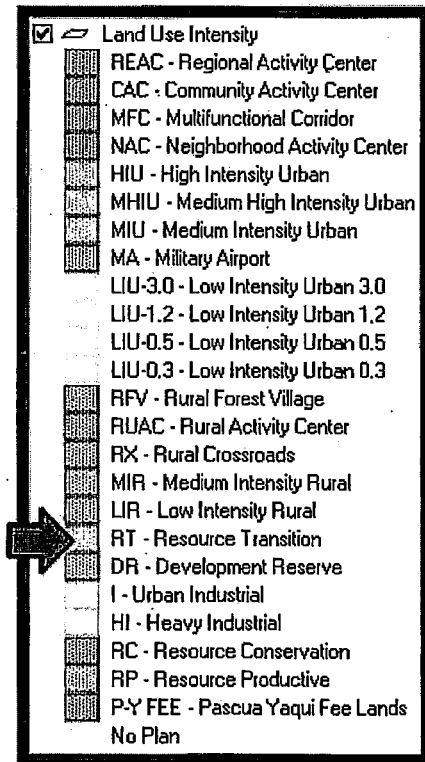 Land Use Intensity
REAC - Regional Activity Center
CAC - Community Activity Center
MFC - Multifunctional Corridor
NAC - Neighborhood Activity Center
HIU - High Intensity Urban
MHIU - Medium High Intensity Urban
MIU - Medium Intensity Urban
MA - Military Airport
LIU-3.0 - Low Intensity Urban 3.0
LIU-1.2 - Low Intensity Urban 1.2
LIU-0.5 - Low Intensity Urban 0.5
LIU-0.3 - Low Intensity Urban 0.3
RFV - Rural Forest Village
RUAC - Rural Activity Center
RX - Rural Crossroads
MIR - Medium Intensity Rural
LIR - Low Intensity Rural
RT - Resource Transition
DR - Development Reserve
I - Urban Industrial
HI - Heavy Industrial
RC - Resource Conservation
RP - Resource Productive
P-Y FEE - Pascua Yaqui Fee Lands
No Plan